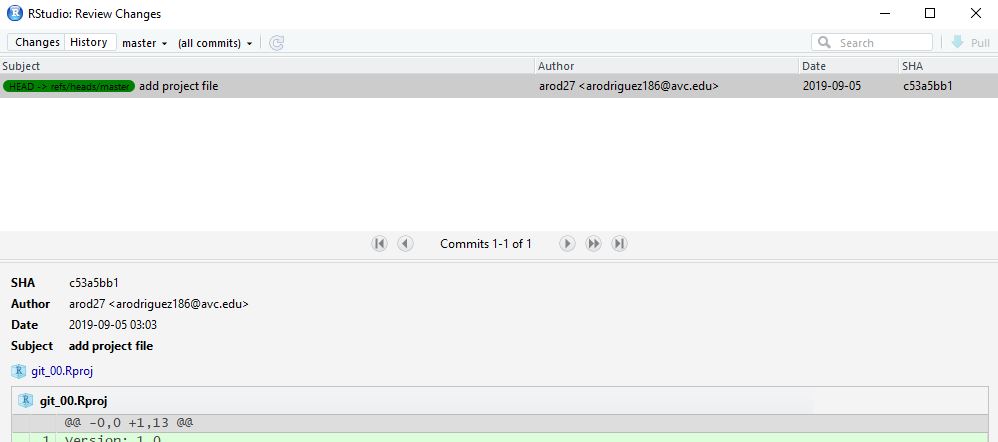 RStudio: Review Changes
Changes History master (all commits) Search Pull
Subject Author Date SHA
HEAD -> refs/heads/master add project file arod27 <arodriguez186@avc.edu> 2019-09-05 c53a5bb1
Commits 1-1 of 1
SHA c53a5bb1
Author arod27 <arodriguez186@avc.edu>
Date 2019-09-05 03:03
Subject add project file
git_00.Rproj
git_00.Rproj
@@ -0,0 +1,13 @@
1 Version: 1.0